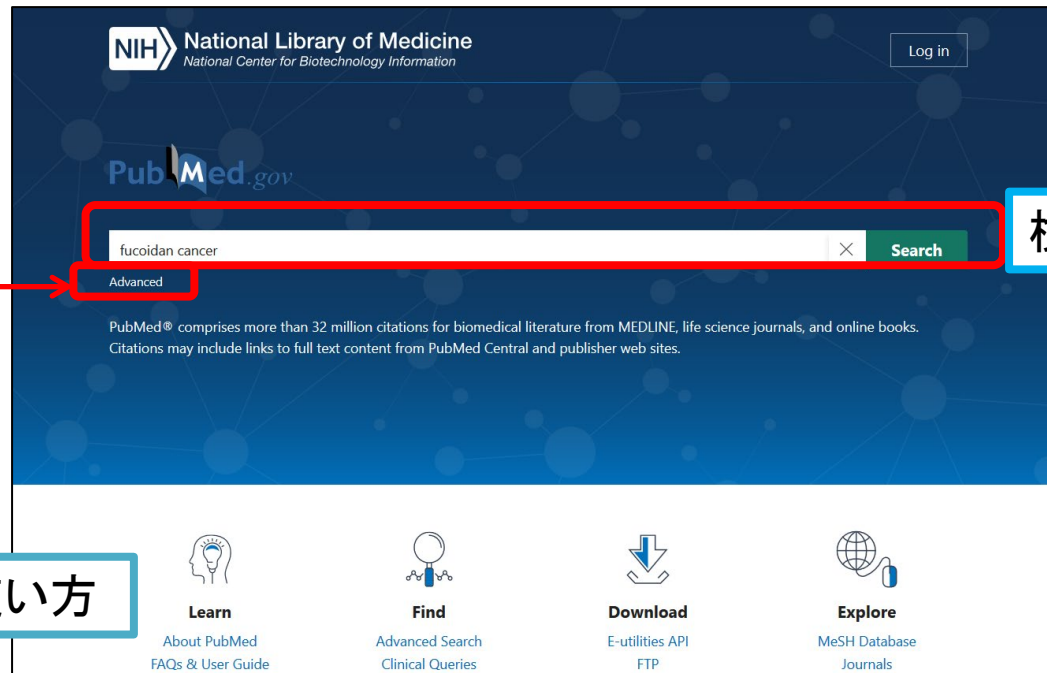 NIH National Library of Medicine
National Center for Biotechnology Information
Log in
PubMed.gov
fucoidan cancer
Search
Advanced
PubMed® comprises more than 32 million citations for biomedical literature from MEDLINE, life science journals, and online books.
Citations may include links to full text content from PubMed Central and publisher web sites.
い方
Learn
Find
Download
Explore
About PubMed
Advanced Search
E-utilities API
MeSH Database
FAQs & User Guide
Clinical Queries
FTP
Journals